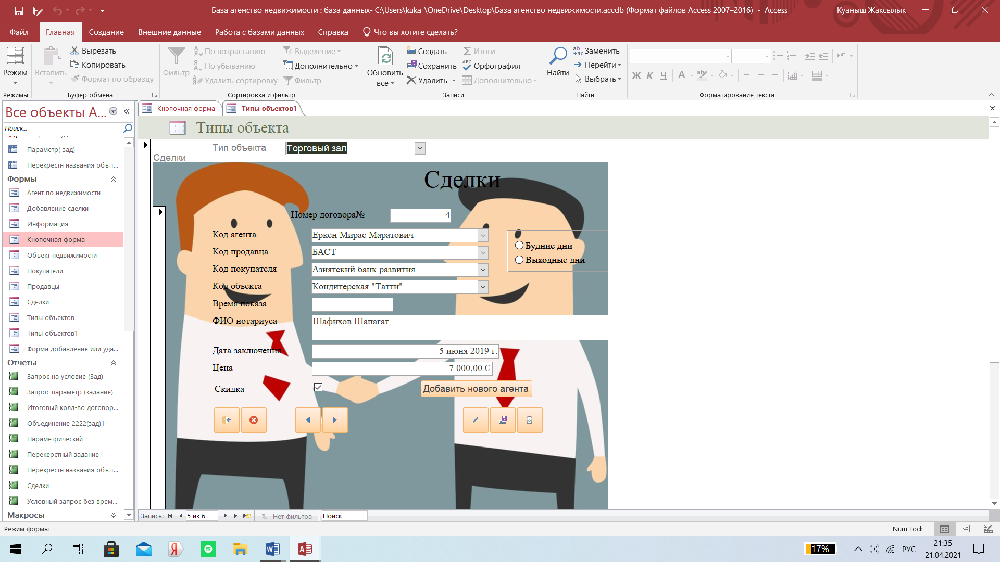 База агенство недвижимости : база данных- C:\Users\kuka_\OneDrive\Desktop\База агенство недвижимости.accdb (Формат файлов Access 2007–2016) - Access
Куаныш Жаксылык
Файл
Главная
Создание
Внешние данные
Работа с базами данных
Справка
Что вы хотите сделать?
Режим
Режимы
Вставить
Вырезать
Копировать
Формат по образцу
Буфер обмена
Фильтр
По возрастанию
По убыванию
Удалить сортировку
Выделение
Дополнительно
Фильтр
Сортировка и фильтр
Обновить
все
Создать
Сохранить
Удалить
Итоги
Орфография
Дополнительно
Записи
Найти
Заменить
Перейти
Выбрать
Найти
Ж К Ч
Форматирование текста
Все объекты A...
Поиск...
Параметр( зад)
Перекрестн названия объ т...
Формы
Агент по недвижимости
Добавление сделки
Информация
Кнопочная форма
Объект недвижимости
Покупатели
Продавцы
Сделки
Типы объектов
Типы объектов1
Форма добавление или уда...
Отчеты
Запрос на условие (Зад)
Запрос параметр (задание)
Итоговый колл-во договор...
Объединение 2222(зад)1
Параметрический
Перекерстный задание
Перекрестн названия объ т...
Сделки
Условный запрос без врем...
Макросы
Кнопочная форма
Типы объектов1
Типы объекта
Тип объекта
Торговый зал
Сделки
Сделки
Номер договора№
4
Код агента
Еркен Мирас Маратович
Код продавца
БАСТ
Код покупателя
Азиятский банк развития
Код объекта
Кондитерская "Татти"
Будние дни
Выходные дни
Время показа
ФИО нотариуса
Шафихов Шапагат
Дата заключения
5 июня 2019 г.
Цена
7 000,00 €
Скидка
Добавить нового агента
Запись:
5 из 6
Нет фильтра
Поиск
Режим формы
Num Lock
17%
РУС
21:35
21.04.2021